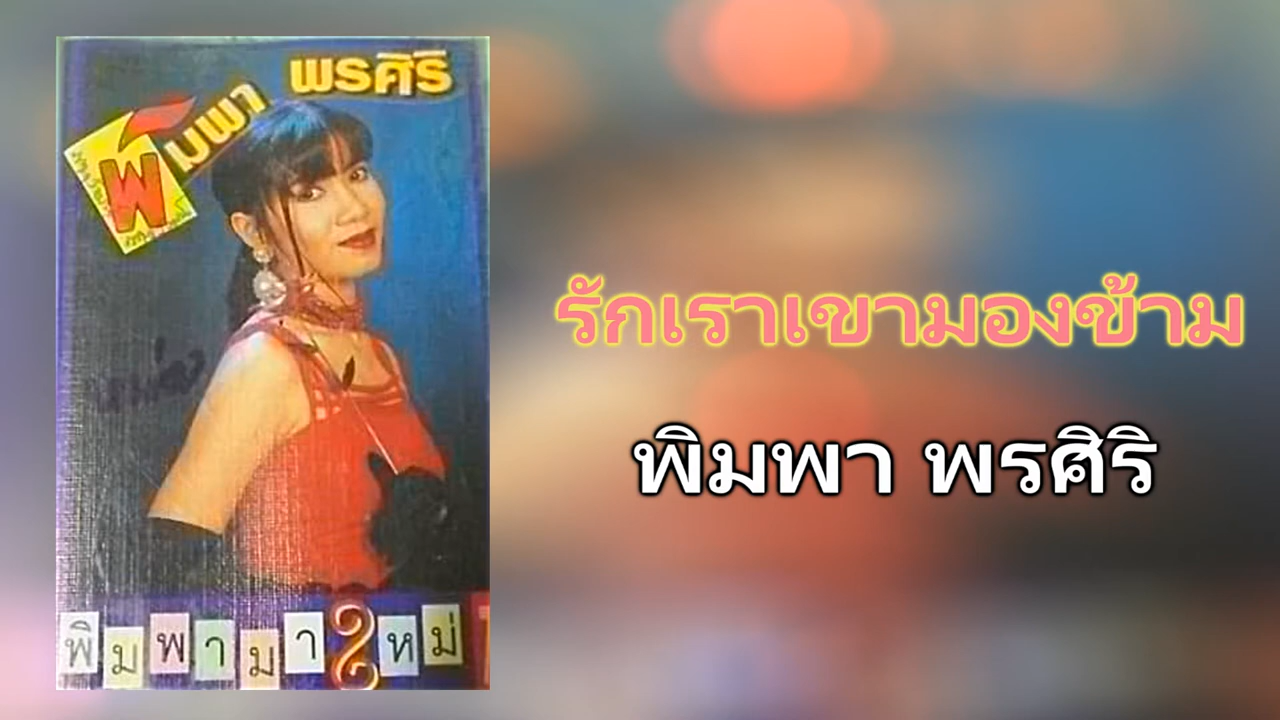 พิมพา พรศิริ
พิมพามาใหม่
รักเราเขามองข้าม
พิมพา พรศิริ